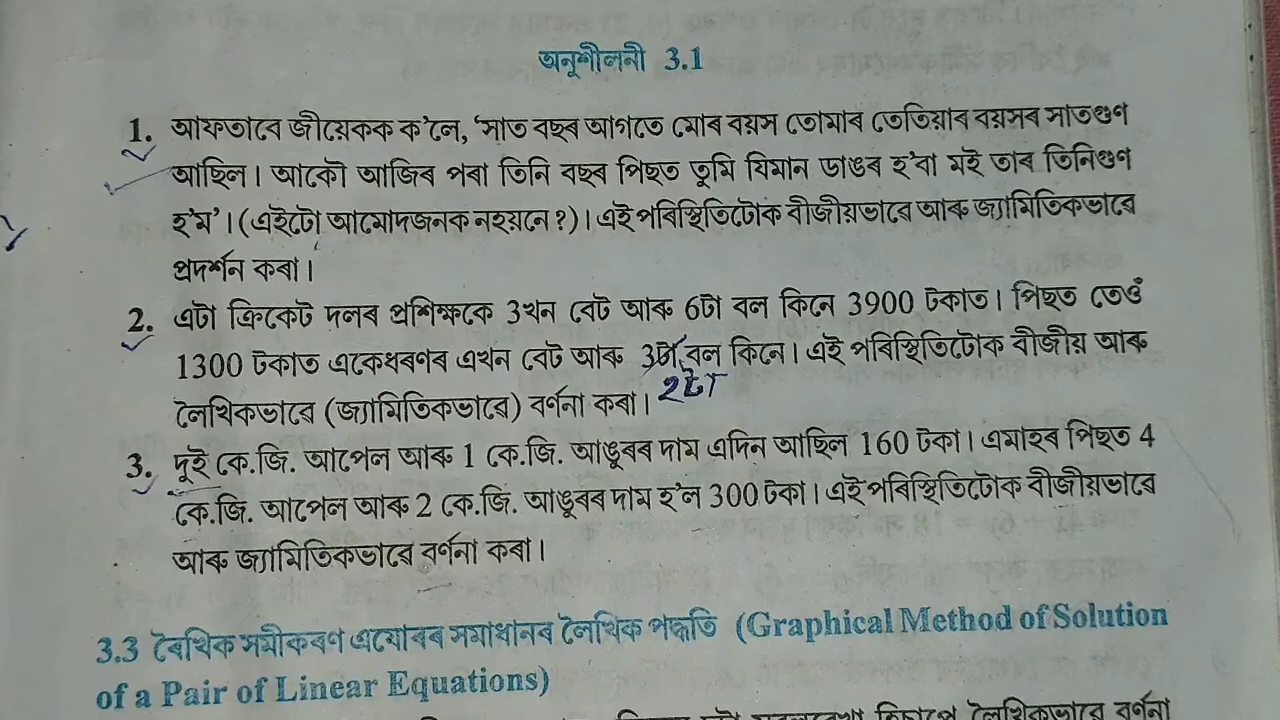 অনুশীলনী 3.1
1. আফতাবে জীয়েকক ক'লে, 'সাত বছৰ আগতে মোৰ বয়স তোমাৰ তেতিয়াৰ বয়সৰ সাতগুণ
আছিল। আকৌ আজিৰ পৰা তিনি বছৰ পিছত তুমি যিমান ডাঙৰ হ'বা মই তাৰ তিনিগুণ
হ'ম'। (এইটো আমোদজনক নহয়নে?)। এই পৰিস্থিতিটোক বীজীয়ভাৱে আৰু জ্যামিতিকভাৱে
প্ৰদৰ্শন কৰা।
2. এটা ক্ৰিকেট দলৰ প্ৰশিক্ষকে 3খন বেট আৰু 6টা বল কিনে 3900 টকাত। পিছত তেওঁ
1300 টকাত একেধৰণৰ এখন বেট আৰু 3টা বল কিনে। এই পৰিস্থিতিটোক বীজীয় আৰু
লৈখিকভাৱে (জ্যামিতিকভাৱে) বৰ্ণনা কৰা।
2টা
3. দুই কে.জি. আপেল আৰু 1 কে.জি. আঙুৰৰ দাম এদিন আছিল 160 টকা। এমাহৰ পিছত 4
কে.জি. আপেল আৰু 2 কে.জি. আঙুৰৰ দাম হ'ল 300 টকা। এই পৰিস্থিতিটোক বীজীয়ভাৱে
আৰু জ্যামিতিকভাৱে বৰ্ণনা কৰা।
3.3 ৰৈখিক সমীকৰণ এযোৰৰ সমাধানৰ লৈখিক পদ্ধতি (Graphical Method of Solution
of a Pair of Linear Equations)
লৈখিকভাৱে বৰ্ণনা